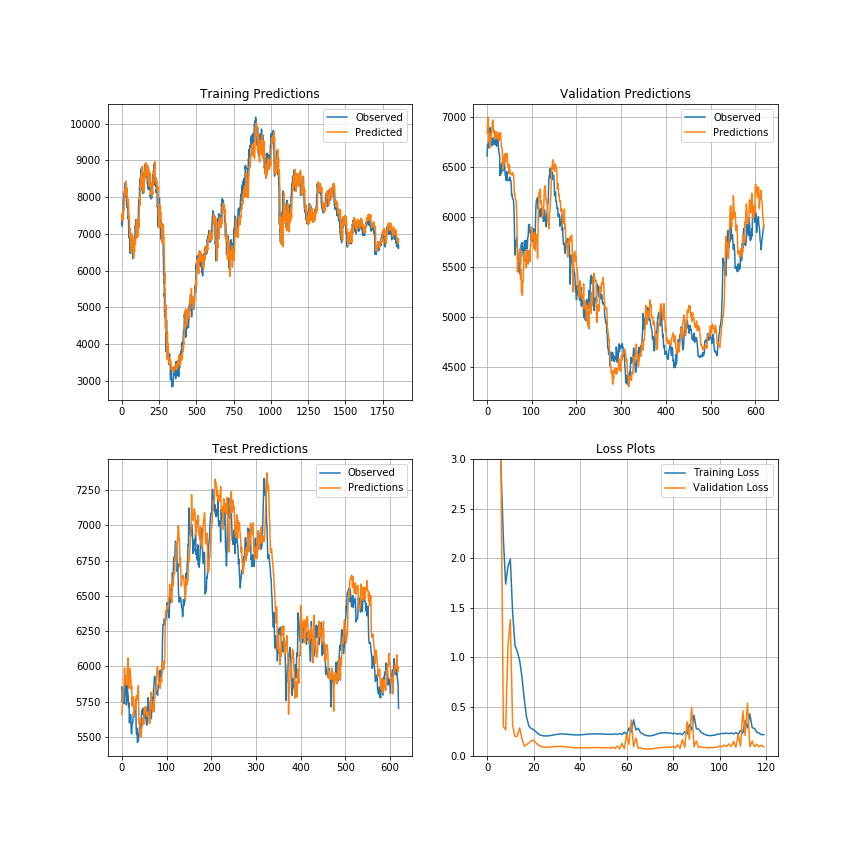 Training Predictions
Observed
Predicted
10000
9000
8000
7000
6000
5000
4000
3000
0 250 500 750 1000 1250 1500 1750
Validation Predictions
Observed
Predictions
7000
6500
6000
5500
5000
4500
0 100 200 300 400 500 600
Test Predictions
Observed
Predictions
7250
7000
6750
6500
6250
6000
5750
5500
0 100 200 300 400 500 600
Loss Plots
Training Loss
Validation Loss
3.0
2.5
2.0
1.5
1.0
0.5
0.0
0 20 40 60 80 100 120